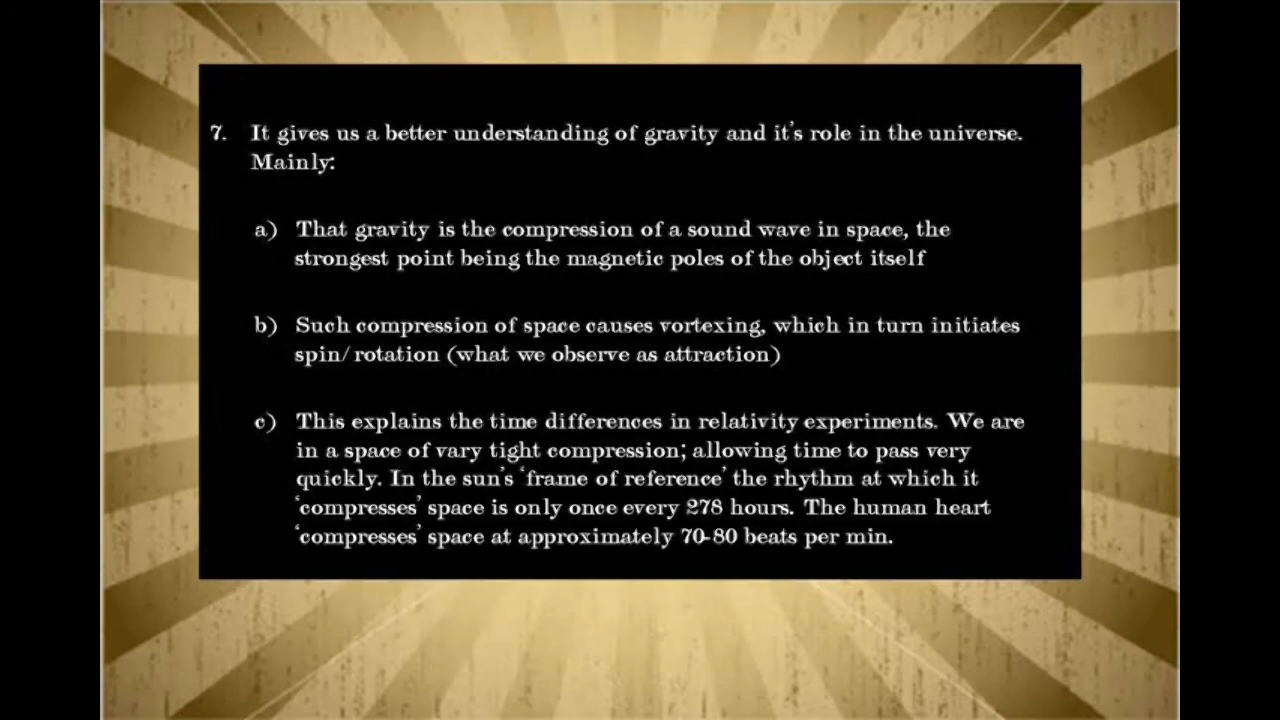 7. It gives us a better understanding of gravity and it's role in the universe.
Mainly:
a) That gravity is the compression of a sound wave in space, the
strongest point being the magnetic poles of the object itself
b) Such compression of space causes vortexing, which in turn initiates
spin/rotation (what we observe as attraction)
c) This explains the time differences in relativity experiments. We are
in a space of vary tight compression; allowing time to pass very
quickly. In the sun's 'frame of reference' the rhythm at which it
'compresses' space is only once every 278 hours. The human heart
'compresses' space at approximately 70-80 beats per min.